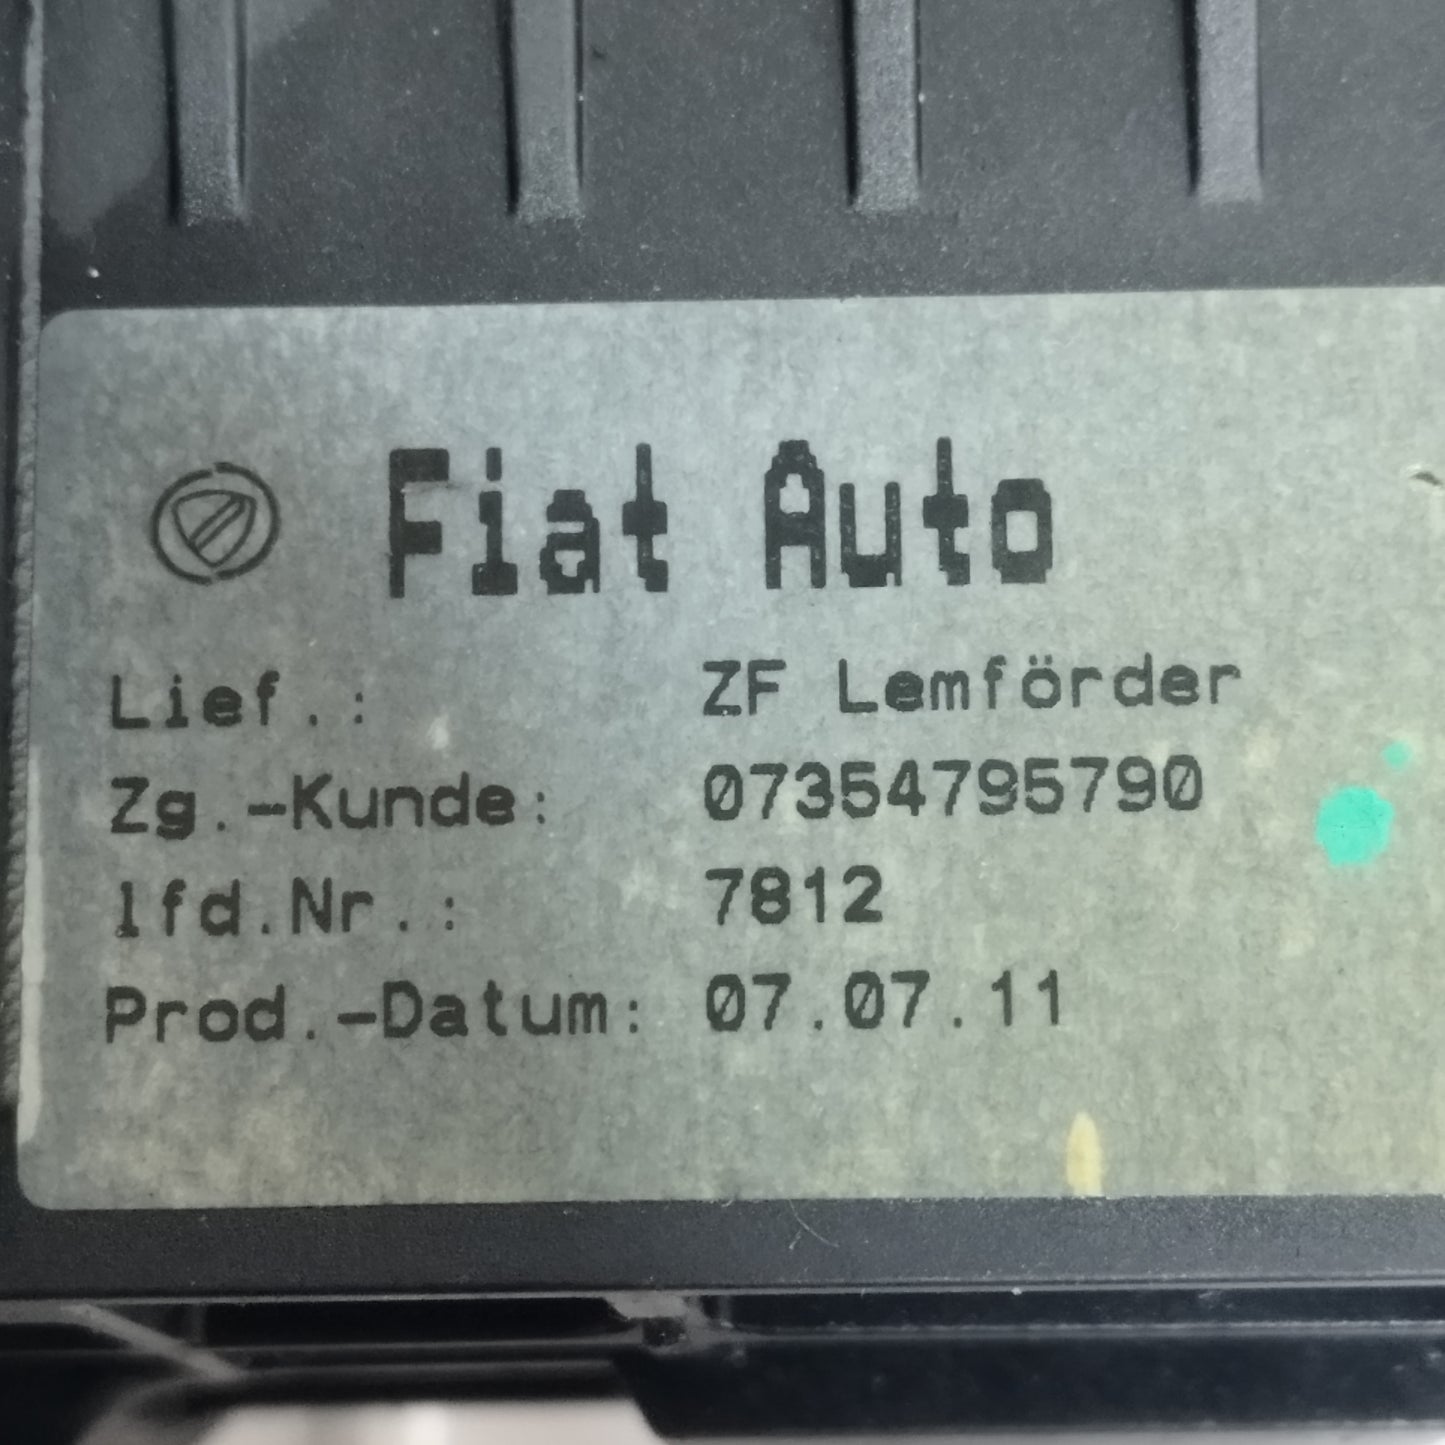 Fiat Auto
Lief.: ZF Lemförder
Zg.-Kunde: 07354795790
lfd.Nr.: 7812
Prod.-Datum: 07.07.11